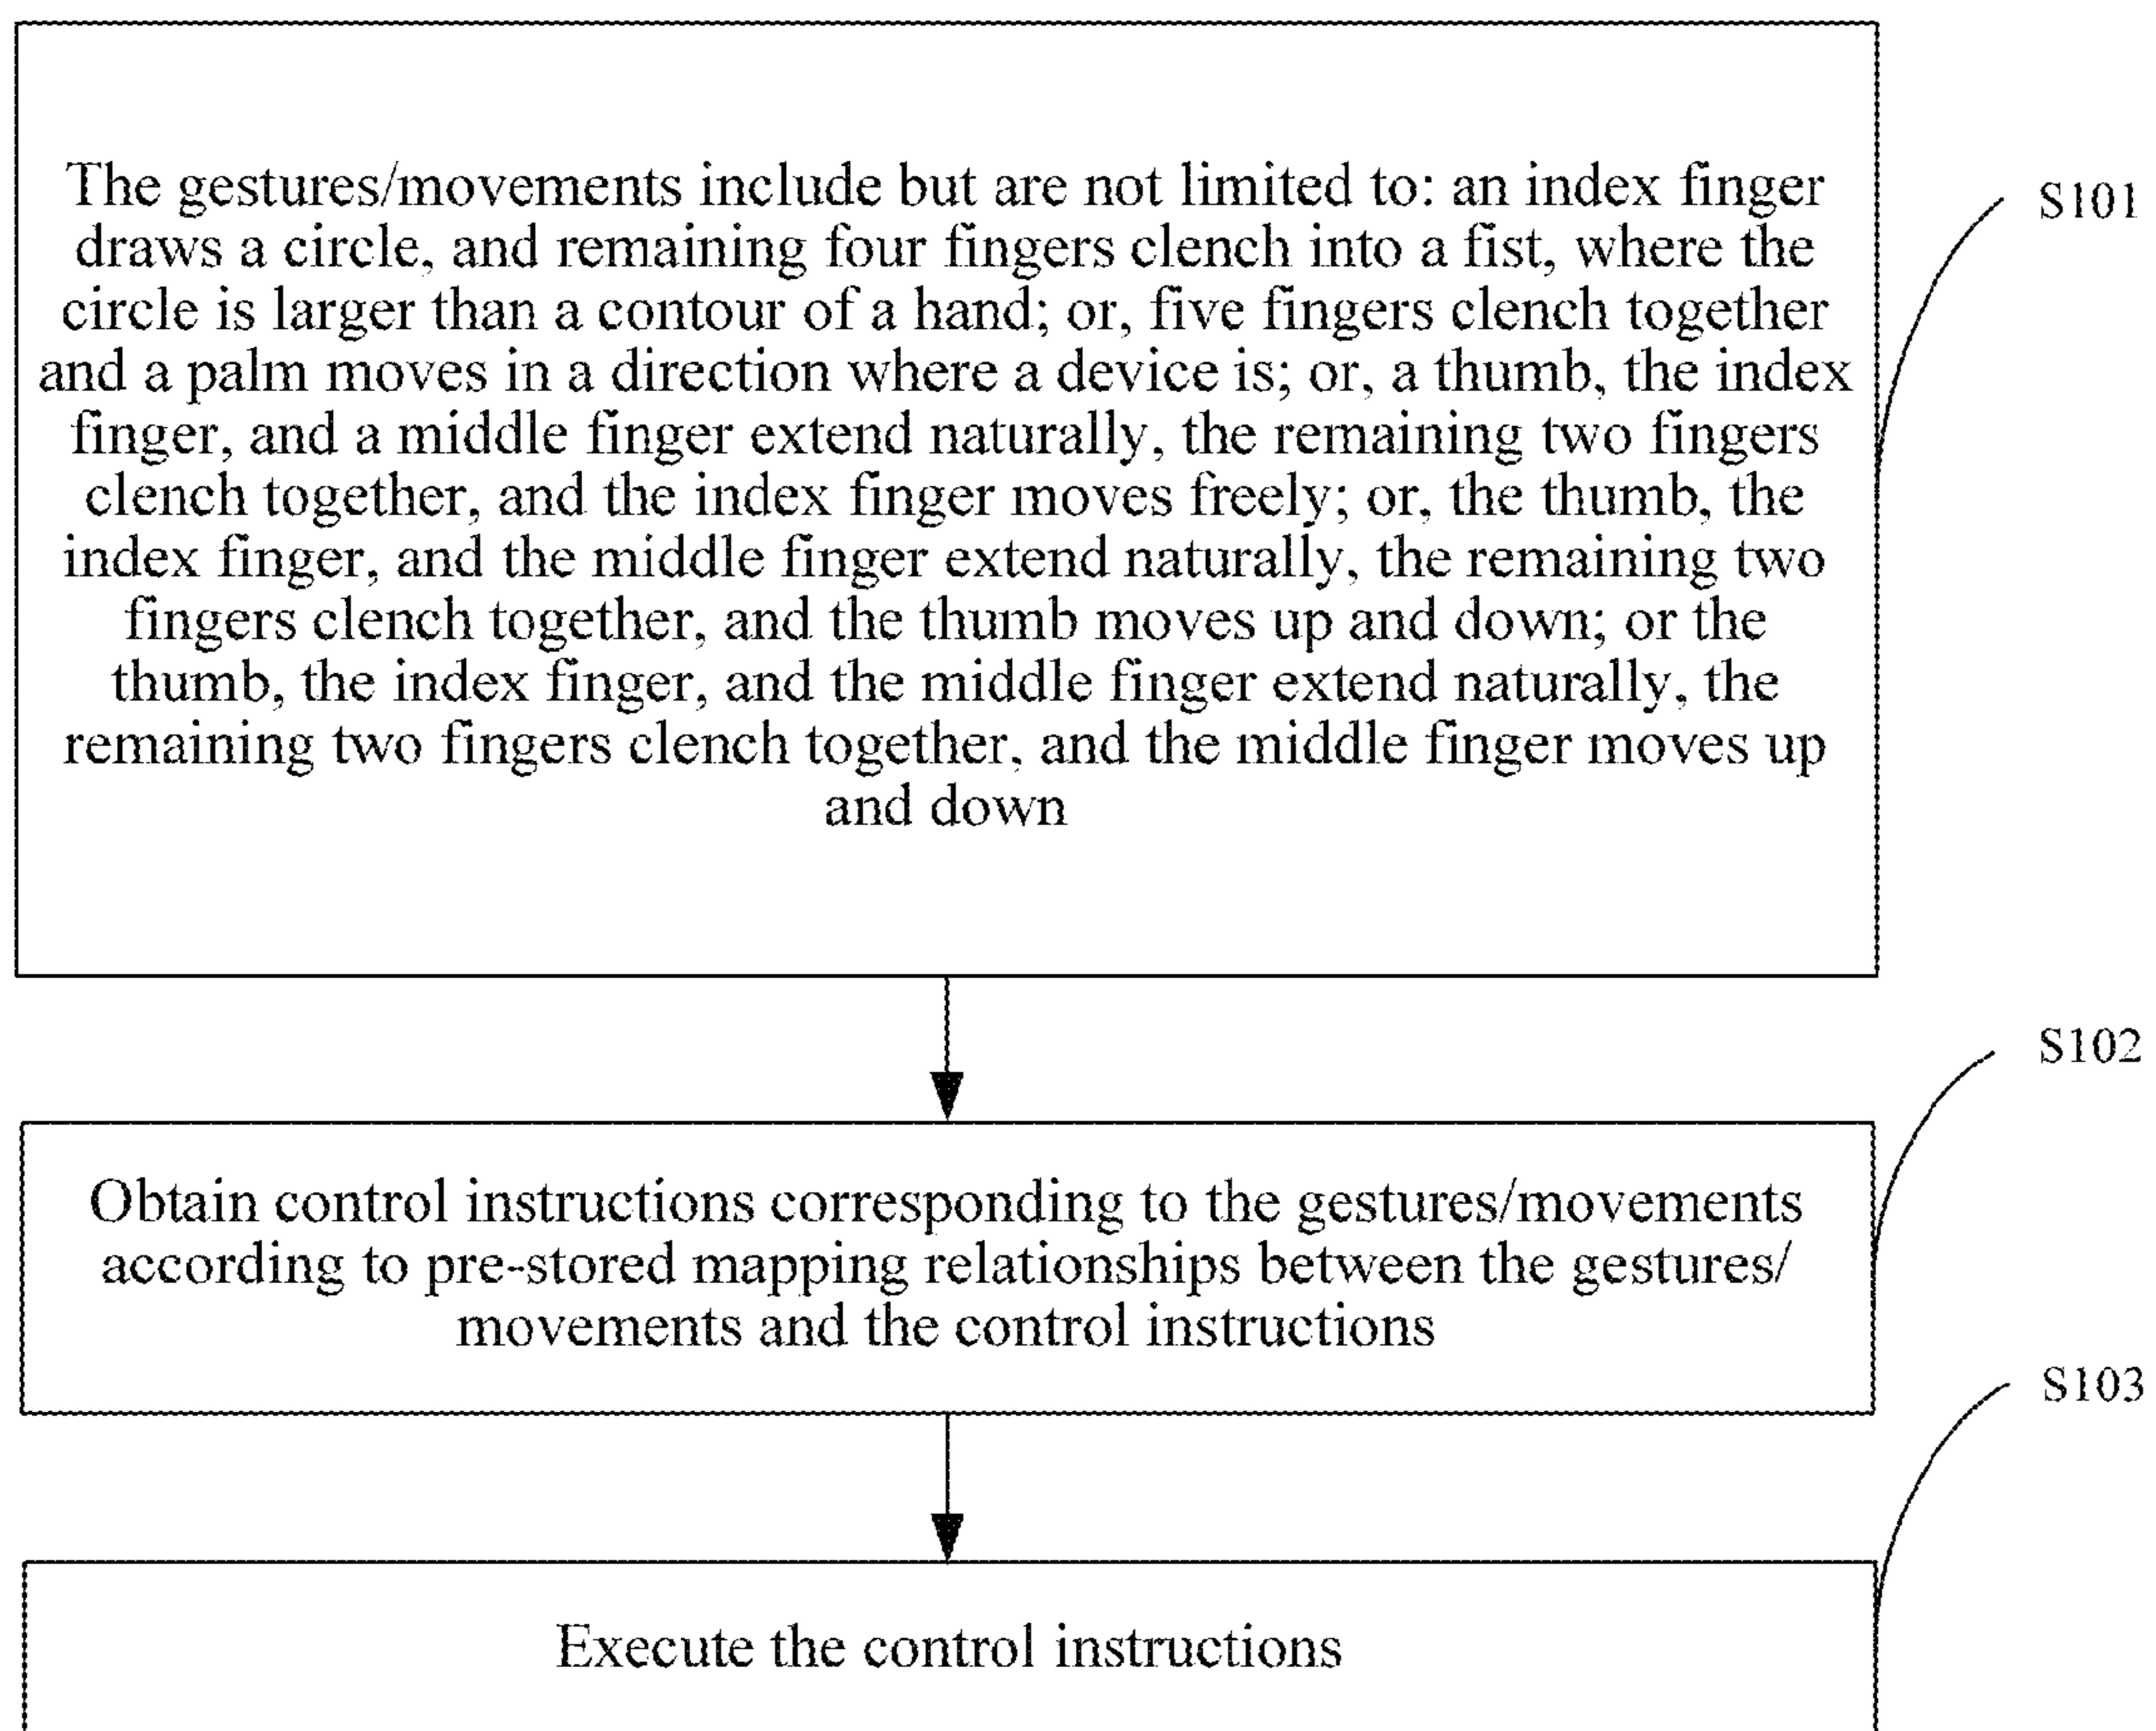 The gestures/movements include but are not limited to: an index finger
draws a circle, and remaining four fingers clench into a fist, where the
circle is larger than a contour of a hand; or, five fingers clench together
and a palm moves in a direction where a device is; or, a thumb, the index
finger, and a middle finger extend naturally, the remaining two fingers
clench together, and the index finger moves freely; or, the thumb, the
index finger, and the middle finger extend naturally, the remaining two
fingers clench together, and the thumb moves up and down; or the
thumb, the index finger, and the middle finger extend naturally, the
remaining two fingers clench together, and the middle finger moves up
and down
S101
S102
Obtain control instructions corresponding to the gestures/movements
according to pre-stored mapping relationships between the gestures/
movements and the control instructions
S103
Execute the control instructions